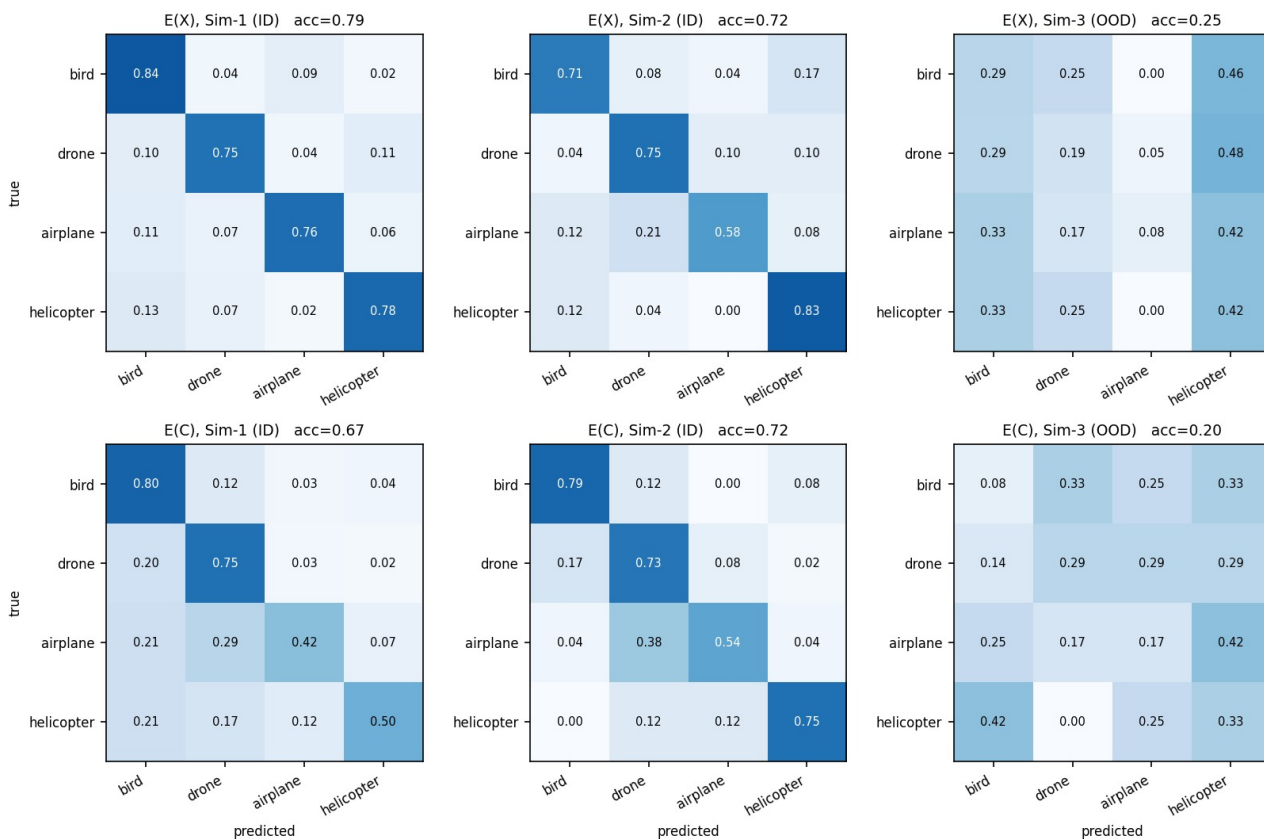 E(X), Sim-1 (ID) acc=0.79
E(X), Sim-2 (ID) acc=0.72
E(X), Sim-3 (OOD) acc=0.25
true
bird 0.84 0.04 0.09 0.02
drone 0.10 0.75 0.04 0.11
airplane 0.11 0.07 0.76 0.06
helicopter 0.13 0.07 0.02 0.78
bird drone airplane helicopter
bird 0.71 0.08 0.04 0.17
drone 0.04 0.75 0.10 0.10
airplane 0.12 0.21 0.58 0.08
helicopter 0.12 0.04 0.00 0.83
bird drone airplane helicopter
bird 0.29 0.25 0.00 0.46
drone 0.29 0.19 0.05 0.48
airplane 0.33 0.17 0.08 0.42
helicopter 0.33 0.25 0.00 0.42
bird drone airplane helicopter
E(C), Sim-1 (ID) acc=0.67
E(C), Sim-2 (ID) acc=0.72
E(C), Sim-3 (OOD) acc=0.20
true
bird 0.80 0.12 0.03 0.04
drone 0.20 0.75 0.03 0.02
airplane 0.21 0.29 0.42 0.07
helicopter 0.21 0.17 0.12 0.50
bird drone airplane helicopter
predicted
bird 0.79 0.12 0.00 0.08
drone 0.17 0.73 0.08 0.02
airplane 0.04 0.38 0.54 0.04
helicopter 0.00 0.12 0.12 0.75
bird drone airplane helicopter
predicted
bird 0.08 0.33 0.25 0.33
drone 0.14 0.29 0.29 0.29
airplane 0.25 0.17 0.17 0.42
helicopter 0.42 0.00 0.25 0.33
bird drone airplane helicopter
predicted